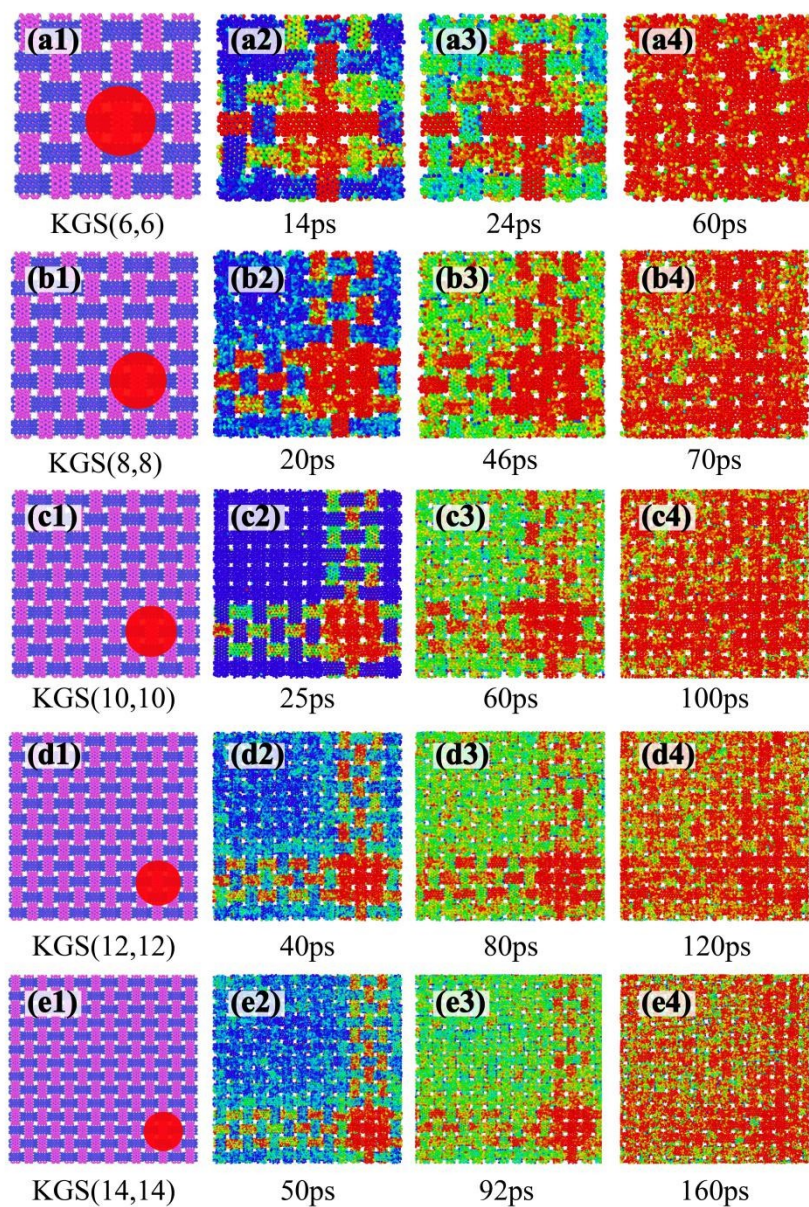 (a1) (a2) (a3) (a4)
KGS(6,6) 14ps 24ps 60ps
(b1) (b2) (b3) (b4)
KGS(8,8) 20ps 46ps 70ps
(c1) (c2) (c3) (c4)
KGS(10,10) 25ps 60ps 100ps
(d1) (d2) (d3) (d4)
KGS(12,12) 40ps 80ps 120ps
(e1) (e2) (e3) (e4)
KGS(14,14) 50ps 92ps 160ps